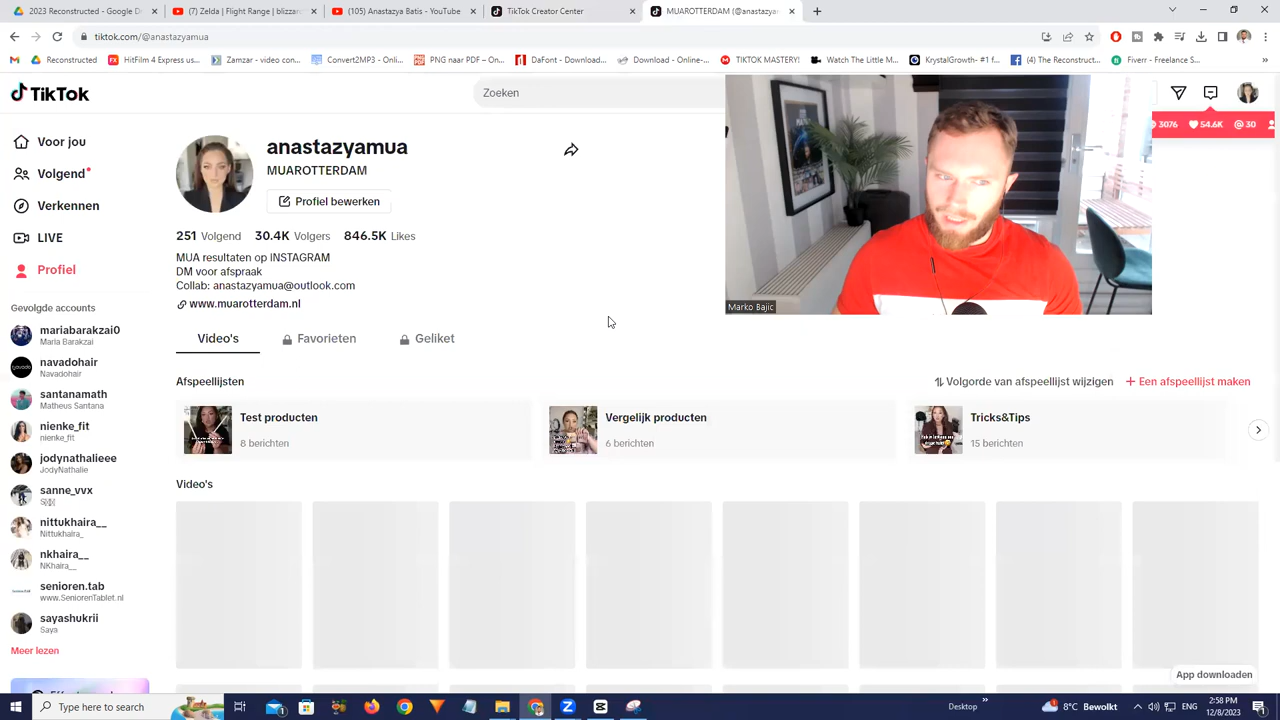 2023 Reconstructed - Google D
(7) Zelda | Flight Range | blizzar
(105) Anastazya Batis - YouTube
TikTok Creator Center
MUAROTTERDAM (@anastazy
tiktok.com/@anastazyamua
Reconstructed
HitFilm 4 Express us...
Zamzar - video con...
Convert2MP3 - Onli...
PNG naar PDF – On...
DaFont - Download...
Download - Online-...
TIKTOK MASTERY!
Watch The Little M...
KrystalGrowth- #1 f...
(4) The Reconstruct...
Fiverr - Freelance S...
TikTok
Zoeken
3076
54.6K
30
Voor jou
Volgend
Verkennen
LIVE
Profiel
Gevolgde accounts
mariabarakzai0
Maria Barakzai
navadohair
Navadohair
santanamath
Matheus Santana
nienke_fit
nienke_fit
jodynathalieee
JodyNathalie
sanne_vvx
nittukhaira__
Nittukhaira_
nkhaira__
NKhaira__
senioren.tab
www.SeniorenTablet.nl
sayashukrii
Saya
Meer lezen
anastazyamua
MUAROTTERDAM
Profiel bewerken
251 Volgend 30.4K Volgers 846.5K Likes
MUA resultaten op INSTAGRAM
DM voor afspraak
Collab: anastazyamua@outlook.com
www.muarotterdam.nl
Marko Bajic
Video's
Favorieten
Geliket
Afspeellijsten
Volgorde van afspeellijst wijzigen
Een afspeellijst maken
Test producten
8 berichten
Vergelijk producten
6 berichten
Tricks&Tips
15 berichten
Video's
App downloaden
Type here to search
Desktop
8°C Bewolkt
ENG
2:58 PM
12/8/2023